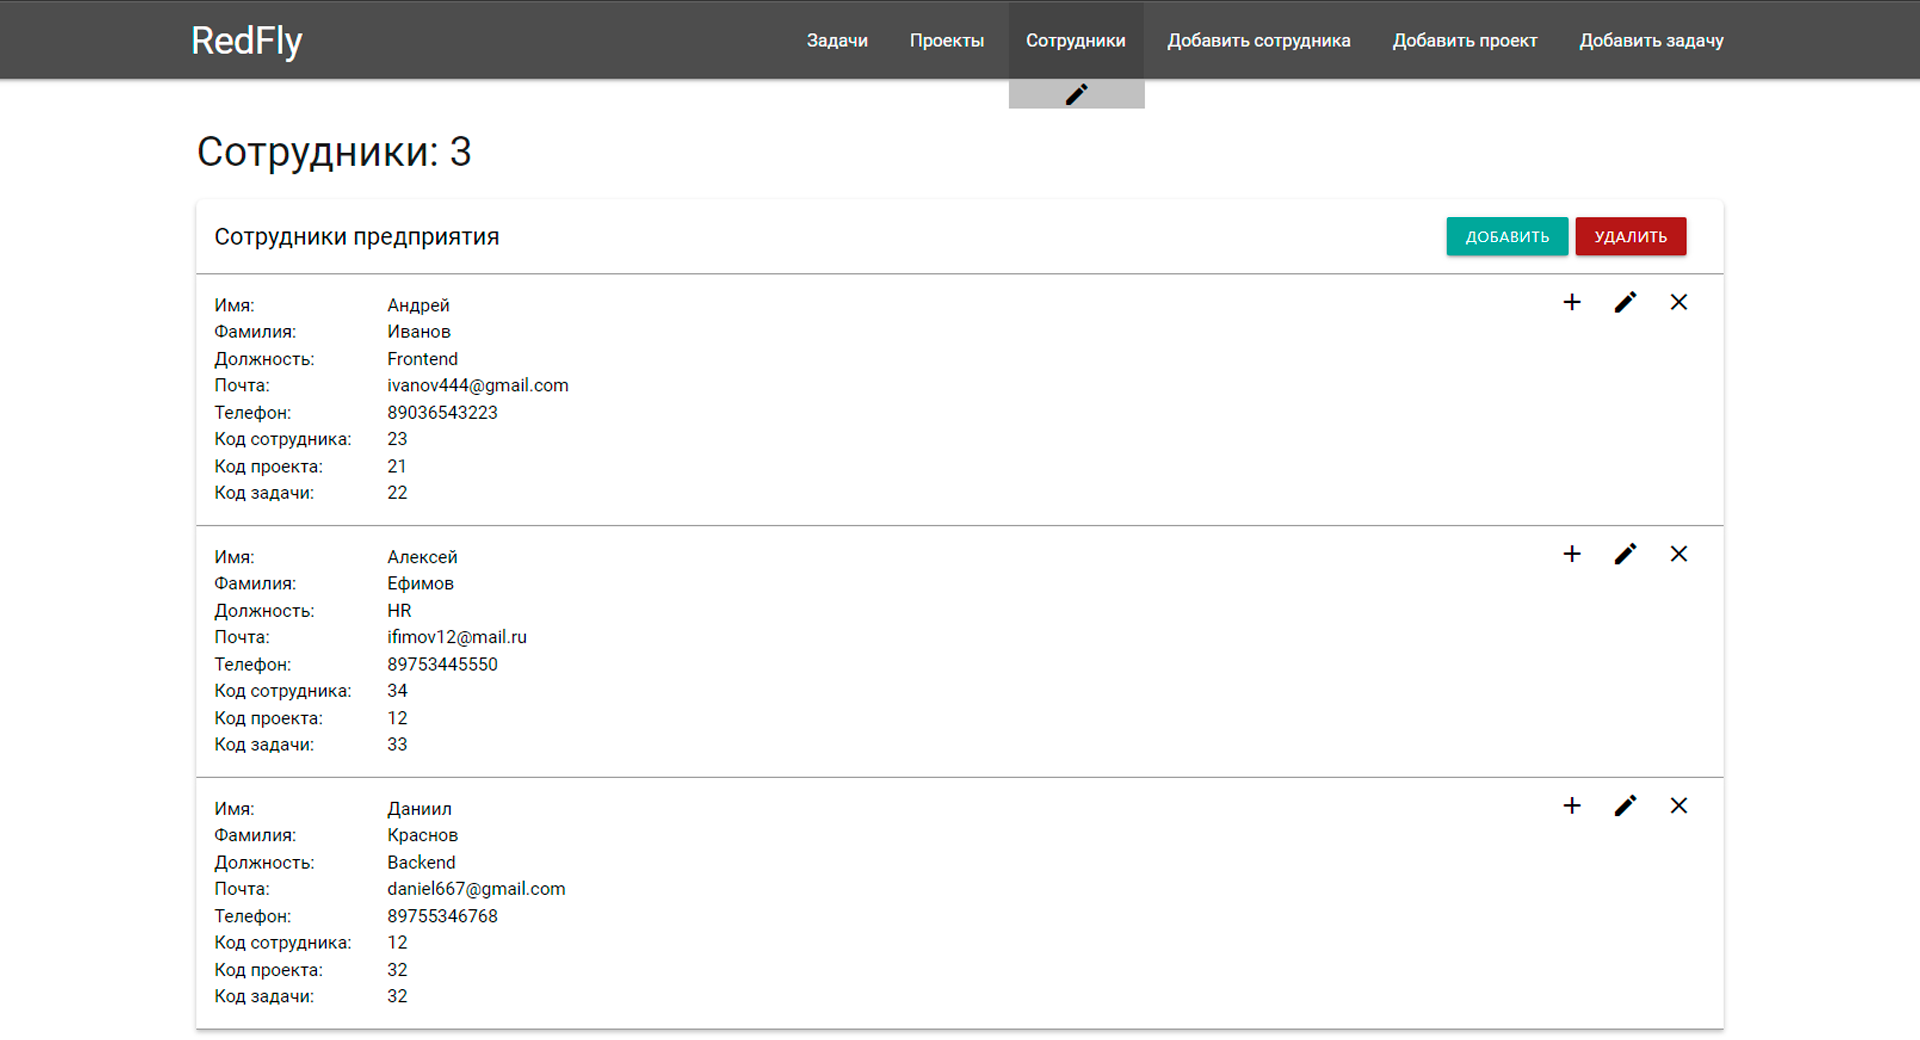 RedFly Задачи Проекты Сотрудники Добавить сотрудника Добавить проект Добавить задачу
Сотрудники: 3
Сотрудники предприятия ДОБАВИТЬ УДАЛИТЬ
Имя: Андрей
Фамилия: Иванов
Должность: Frontend
Почта: ivanov444@gmail.com
Телефон: 89036543223
Код сотрудника: 23
Код проекта: 21
Код задачи: 22
Имя: Алексей
Фамилия: Ефимов
Должность: HR
Почта: ifimov12@mail.ru
Телефон: 89753445550
Код сотрудника: 34
Код проекта: 12
Код задачи: 33
Имя: Даниил
Фамилия: Краснов
Должность: Backend
Почта: daniel667@gmail.com
Телефон: 89755346768
Код сотрудника: 12
Код проекта: 32
Код задачи: 32